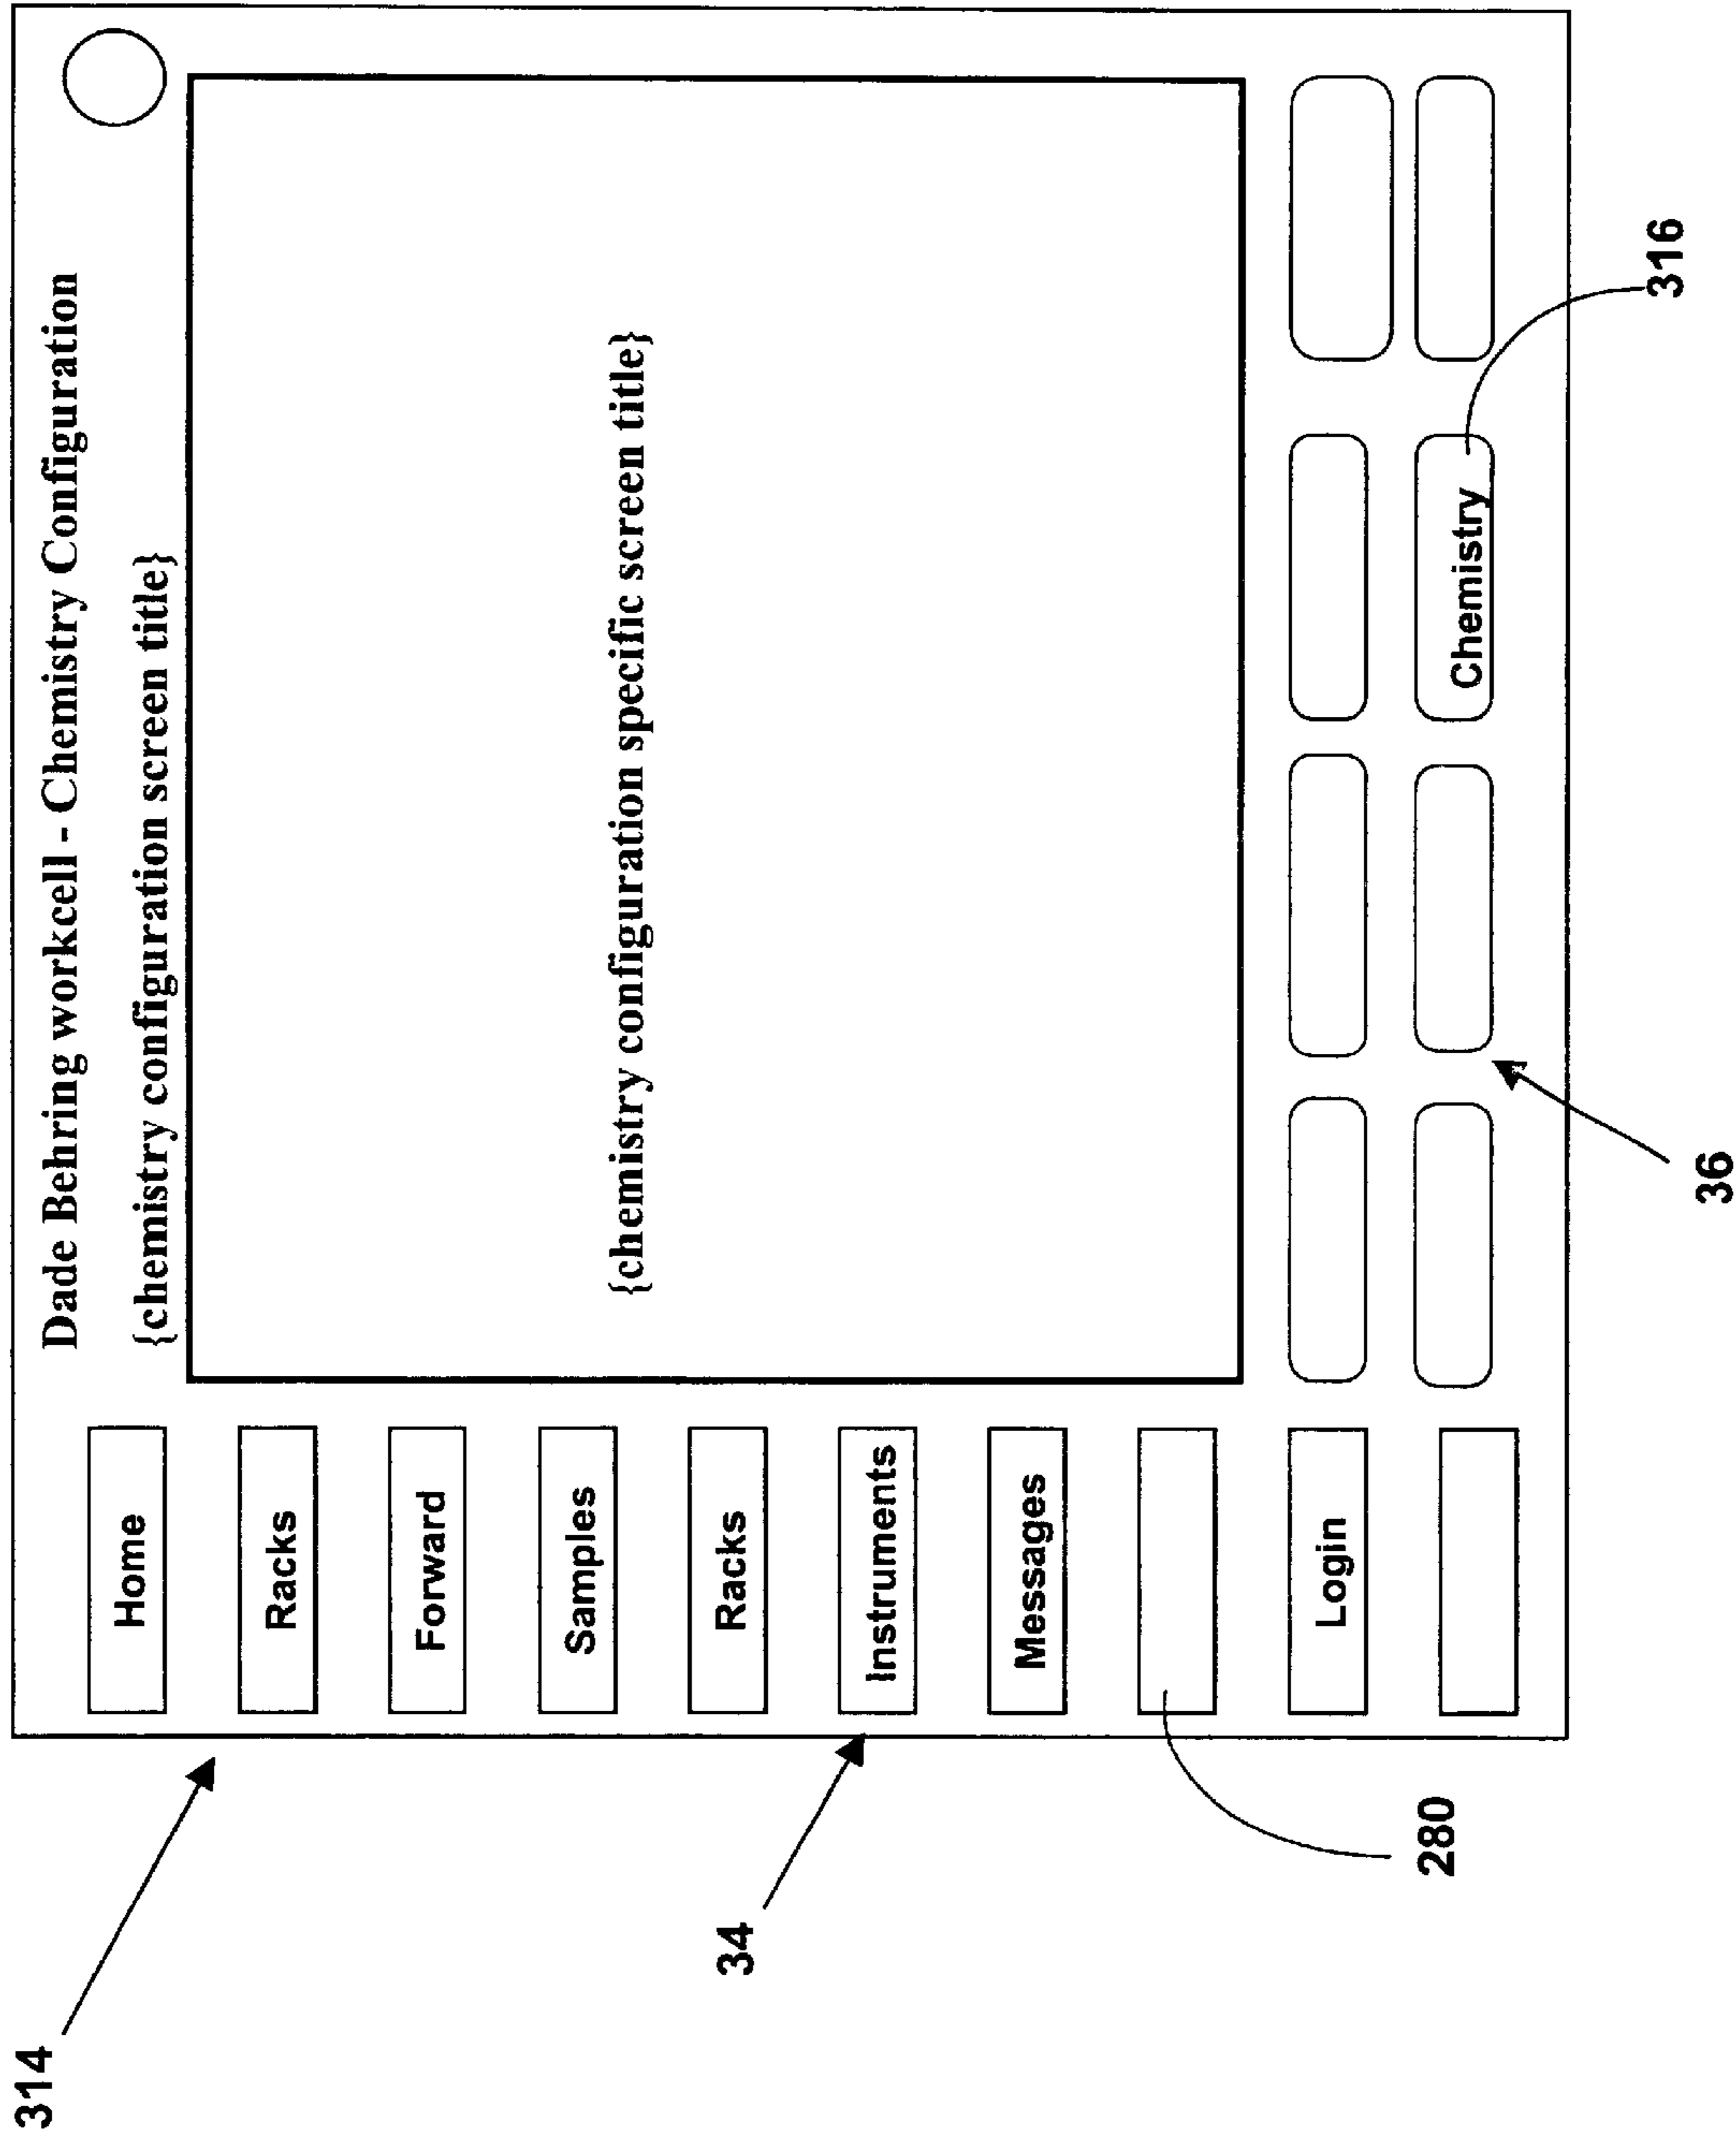 Dade Behring workcell - Chemistry Configuration
{chemistry configuration screen title}
Home
Racks
Forward
Samples
Racks
Instruments
Messages
Login
{chemistry configuration specific screen title}
Chemistry
314
34
280
36
316